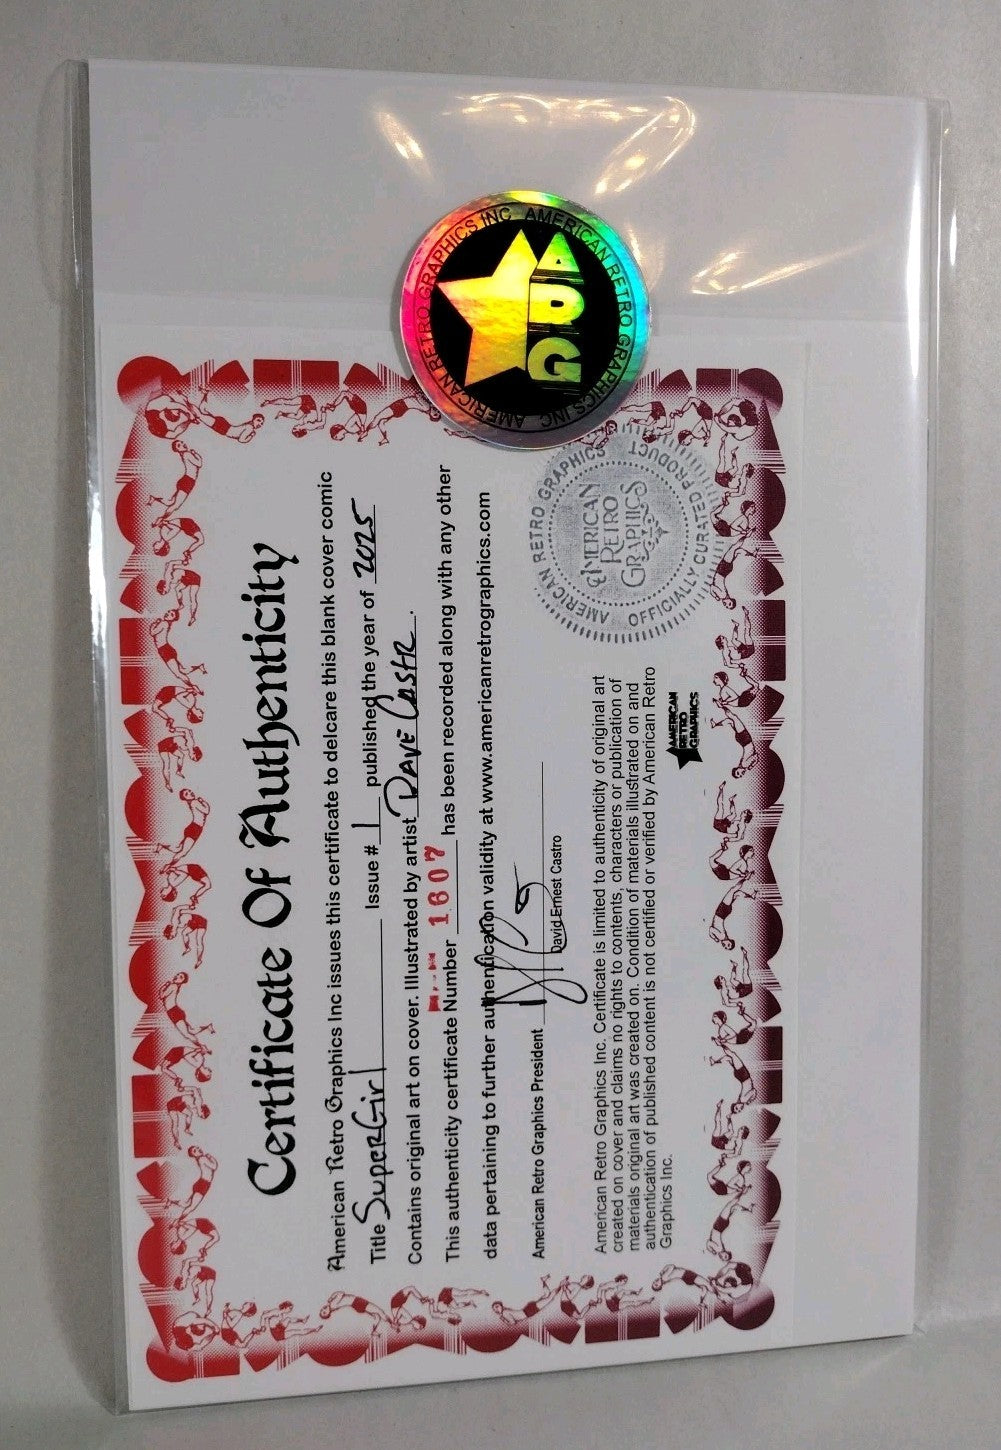 AMERICAN RETRO GRAPHICS INC AMERICAN RETRO GRAPHICS INC
ARG
Certificate Of Authenticity
American Retro Graphics Inc issues this certificate to delcare this blank cover comic
Title SuperGirl Issue # 1 published the year of 2025
Contains original art on cover. Illustrated by artist Dave Castr.
This authenticity certificate Number 1607 has been recorded along with any other
data pertaining to further authentication validity at www.americanretrographics.com
American Retro Graphics President
David Ernest Castro
AMERICAN RETRO GRAPHICS
OFFICIALLY CURATED PRODUCT
AMERICAN
RETRO
GRAPHICS
American Retro Graphics Inc. Certificate is limited to authenticity of original art
created on cover and claims no rights to contents, characters or publication of
materials original art was created on. Condition of materials illustrated on and
authentication of published content is not certified or verified by American Retro
Graphics Inc.
AMERICAN
RETRO
GRAPHICS